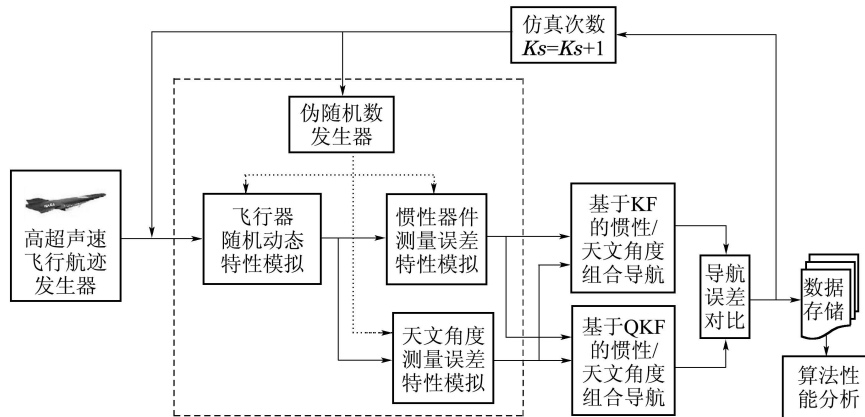 仿真次数
Ks=Ks+1
伪随机数
发生器
高超声速
飞行航迹
发生器
飞行器
随机动态
特性模拟
惯性器件
测量误差
特性模拟
天文角度
测量误差
特性模拟
基于KF
的惯性/
天文角度
组合导航
基于QKF
的惯性/
天文角度
组合导航
导航
误差
对比
数据
存储
算法性
能分析